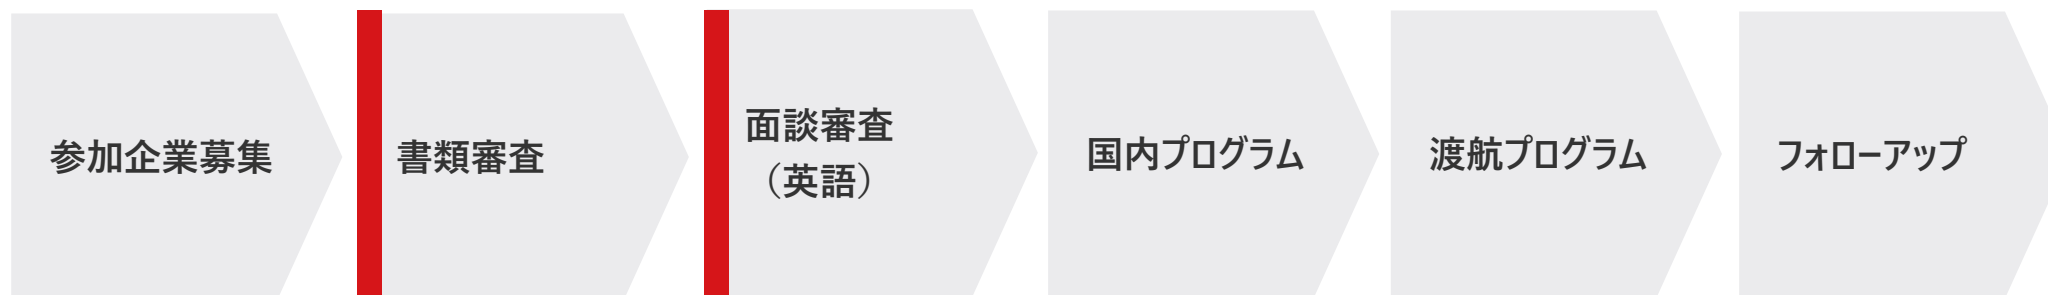 参加企業募集
書類審査
面談審査
（英語）
国内プログラム
渡航プログラム
フォローアップ